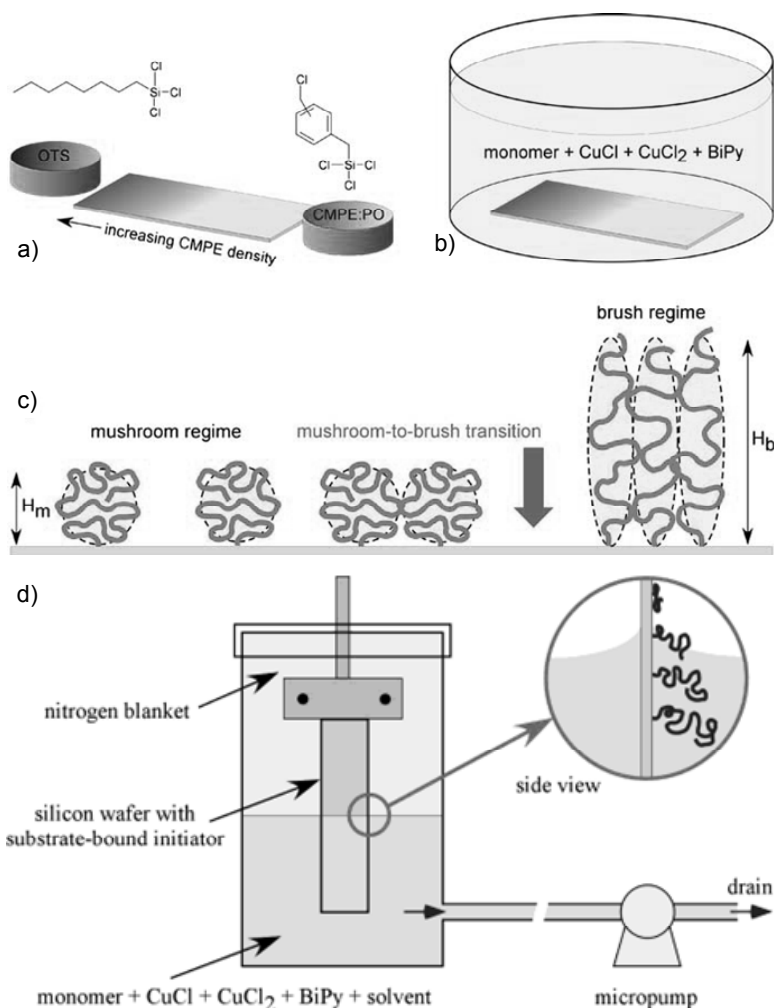 Cl
Si
Cl
Cl
Cl
Cl
Si
Cl
Cl
OTS
CMPE:PO
increasing CMPE density
a)
monomer + CuCl + CuCl₂ + BiPy
b)
brush regime
c)
mushroom regime
mushroom-to-brush transition
Hm
Hb
d)
nitrogen blanket
side view
silicon wafer with
substrate-bound initiator
drain
monomer + CuCl + CuCl₂ + BiPy + solvent
micropump